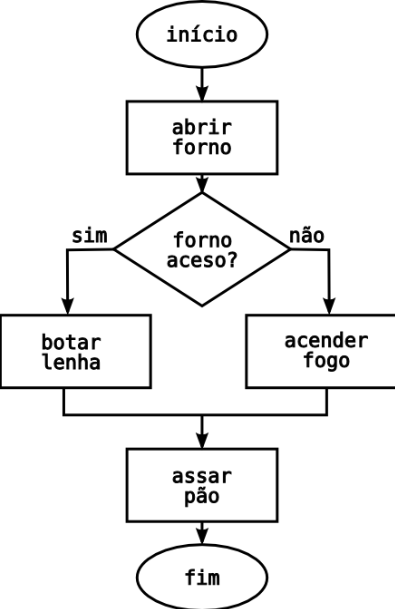 início
abrir
forno
sim
não
forno
aceso?
botar
lenha
acender
fogo
assar
pão
fim